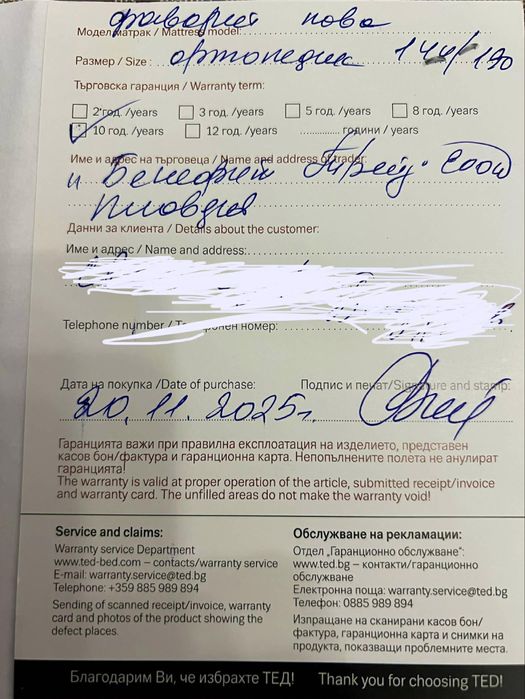 фаворит нова
Модел матрак / Mattress model:
Размер / Size: ортопедик 144/190
Търговска гаранция / Warranty term:
2 год. /years 3 год. /years 5 год. /years 8 год. /years
10 год. /years 12 год. /years ............... години / years
Име и адрес на търговеца / Name and address of trader:
и Бенефит ЕООД
Пловдив
Данни за клиента / Details about the customer:
Име и адрес / Name and address:
Telephone number / номер:
Дата на покупка /Date of purchase: Подпис и печат/Signature and stamp:
20.11.2025г.
Гаранцията важи при правилна експлоатация на изделието, представен
касов бон/фактура и гаранционна карта. Непопълнените полета не анулират
гаранцията!
The warranty is valid at proper operation of the article, submitted receipt/invoice
and warranty card. The unfilled areas do not make the warranty void!
Service and claims:
Warranty service Department
www.ted-bed.com – contacts/warranty service
E-mail: warranty.service@ted.bg
Telephone: +359 885 989 894
Sending of scanned receipt/invoice, warranty
card and photos of the product showing the
defect places.
Обслужване на рекламации:
Отдел „Гаранционно обслужване":
www.ted.bg – контакти/гаранционно
обслужване
Електронна поща: warranty.service@ted.bg
Телефон: 0885 989 894
Изпращане на сканирани касов бон/
фактура, гаранционна карта и снимки на
продукта, показващи проблемните места.
Благодарим Ви, че избрахте ТЕД! Thank you for choosing TED!